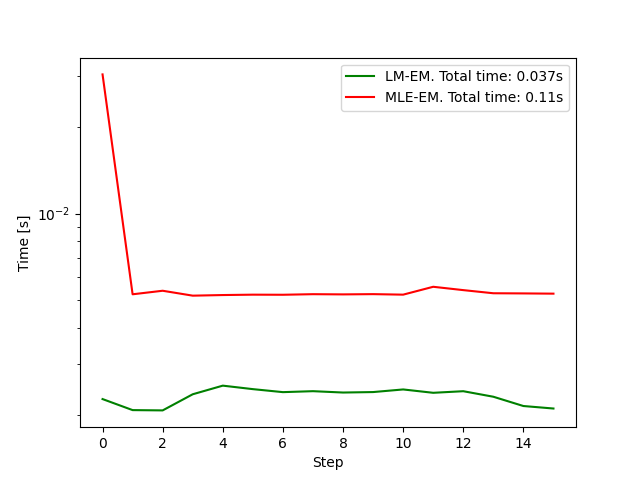 LM-EM. Total time: 0.037s
MLE-EM. Total time: 0.11s
Time [s]
10⁻²
0 2 4 6 8 10 12 14
Step